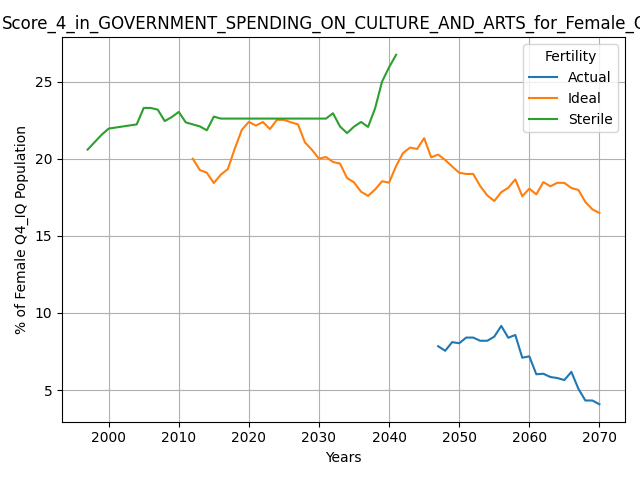 Score_4_in_GOVERNMENT_SPENDING_ON_CULTURE_AND_ARTS_for_Female_
Fertility
Actual
Ideal
Sterile
% of Female Q4_IQ Population
25
20
15
10
5
2000 2010 2020 2030 2040 2050 2060 2070
Years